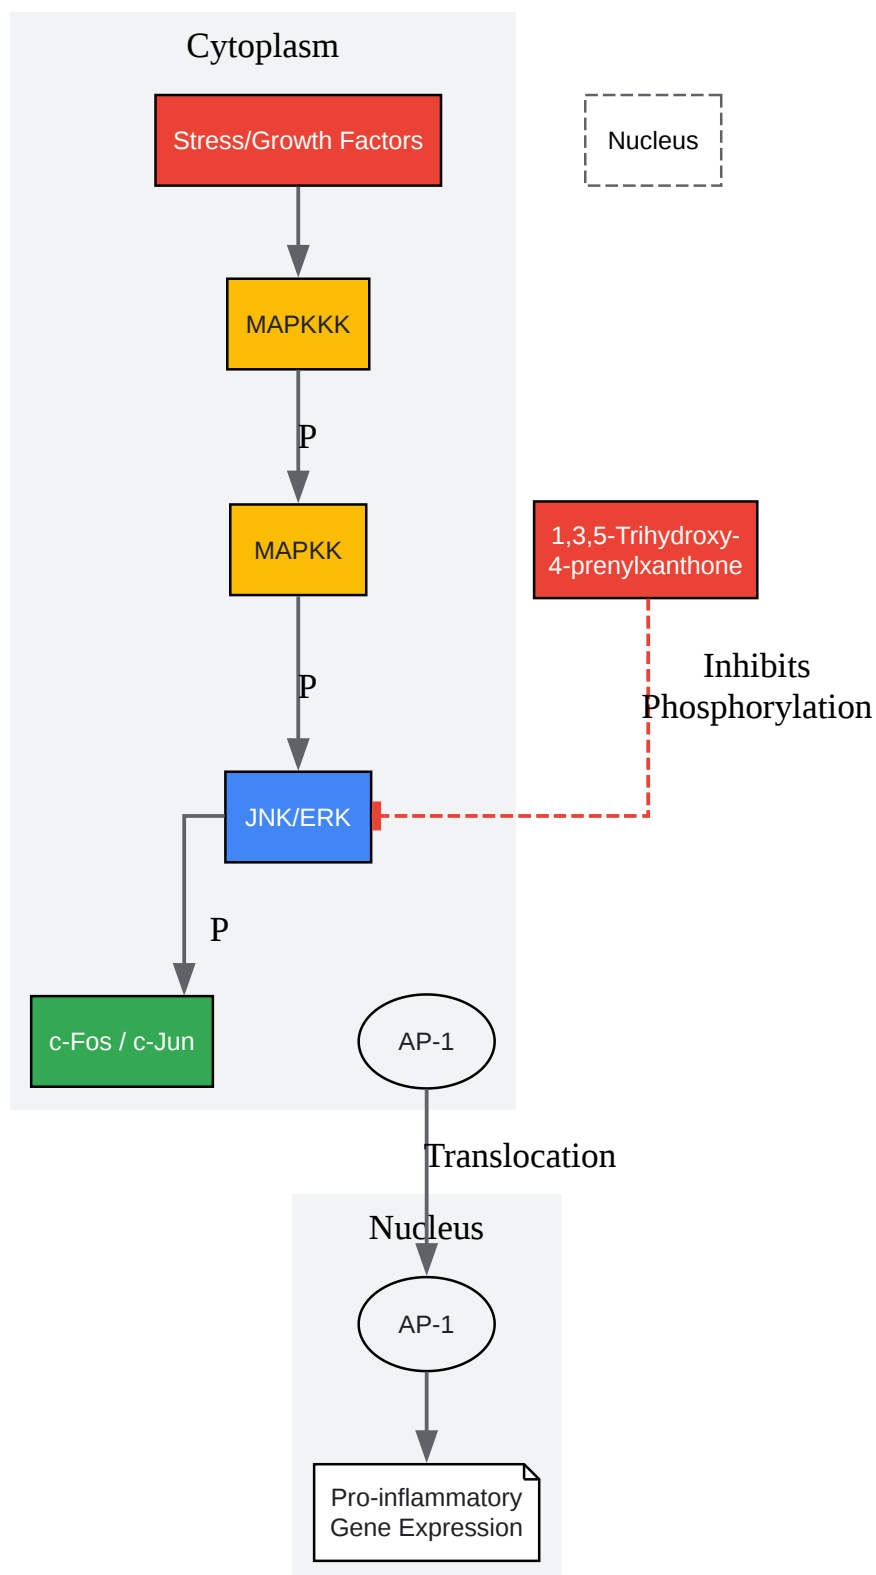 Cytoplasm
Stress/Growth Factors
Nucleus
MAPKKK
P
MAPKK
1,3,5-Trihydroxy-
4-prenylxanthone
P
Inhibits
Phosphorylation
JNK/ERK
P
c-Fos / c-Jun
AP-1
Translocation
Nucleus
AP-1
Pro-inflammatory
Gene Expression